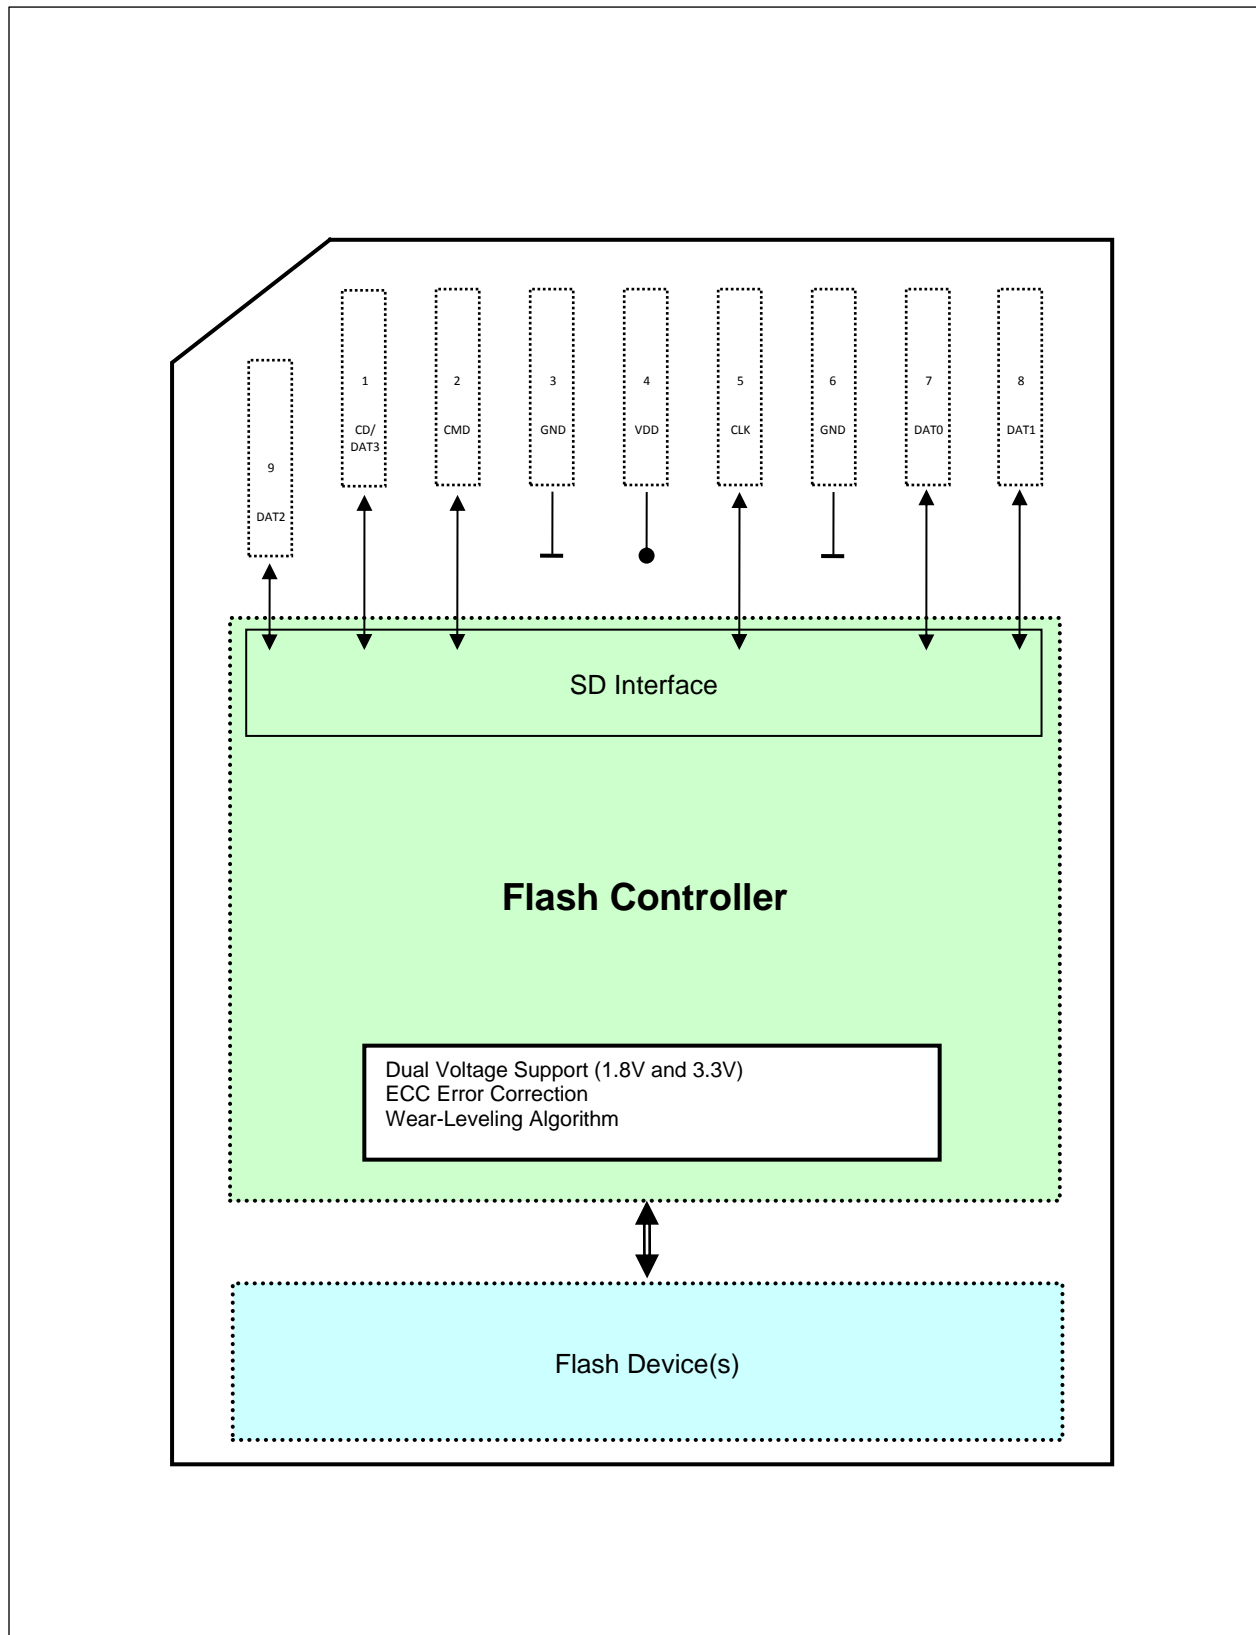 1
2
3
4
5
6
7
8
CD/
DAT3
CMD
GND
VDD
CLK
GND
DAT0
DAT1
9
DAT2
SD Interface
Flash Controller
Dual Voltage Support (1.8V and 3.3V)
ECC Error Correction
Wear-Leveling Algorithm
Flash Device(s)